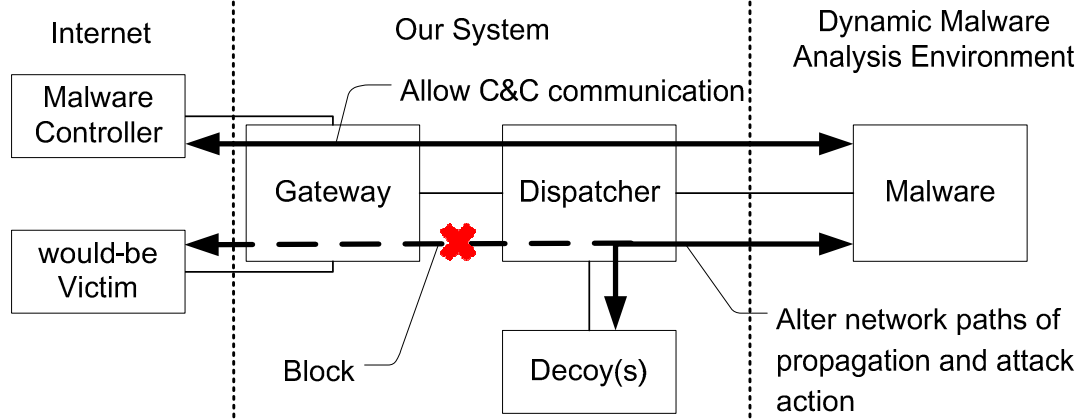 Internet
Our System
Dynamic Malware
Analysis Environment
Malware
Controller
Allow C&C communication
Gateway
Dispatcher
Malware
would-be
Victim
Block
Decoy(s)
Alter network paths of
propagation and attack
action